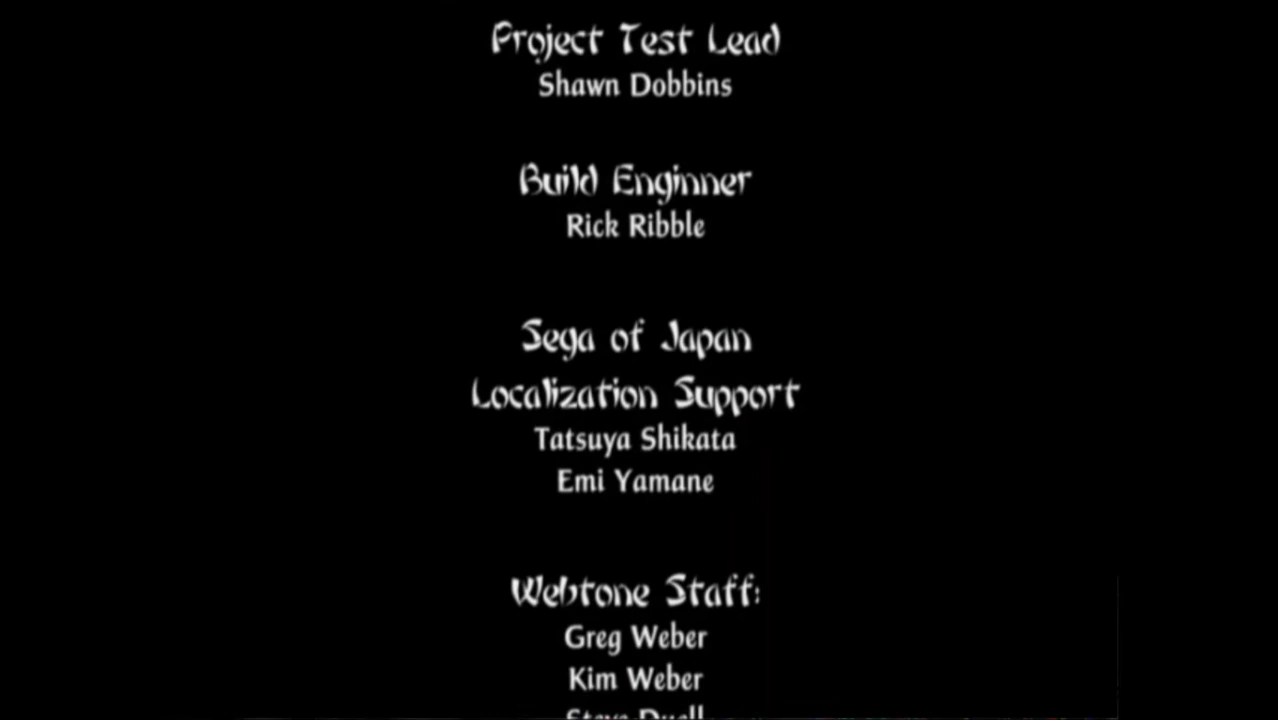 Project Test Lead
Shawn Dobbins
Build Enginner
Rick Ribble
Sega of Japan
Localization Support
Tatsuya Shikata
Emi Yamane
Webtone Staff:
Greg Weber
Kim Weber